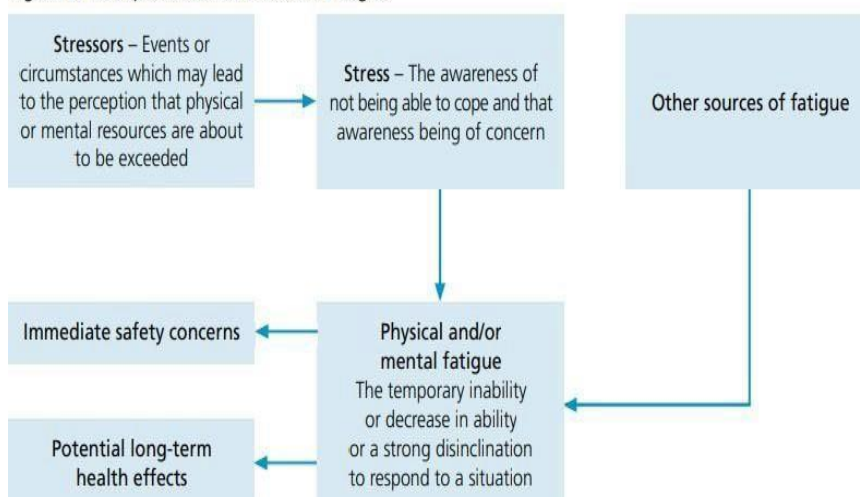 Stressors – Events or
circumstances which may lead
to the perception that physical
or mental resources are about
to be exceeded
Stress – The awareness of
not being able to cope and that
awareness being of concern
Other sources of fatigue
Immediate safety concerns
Potential long-term
health effects
Physical and/or
mental fatigue
The temporary inability
or decrease in ability
or a strong disinclination
to respond to a situation